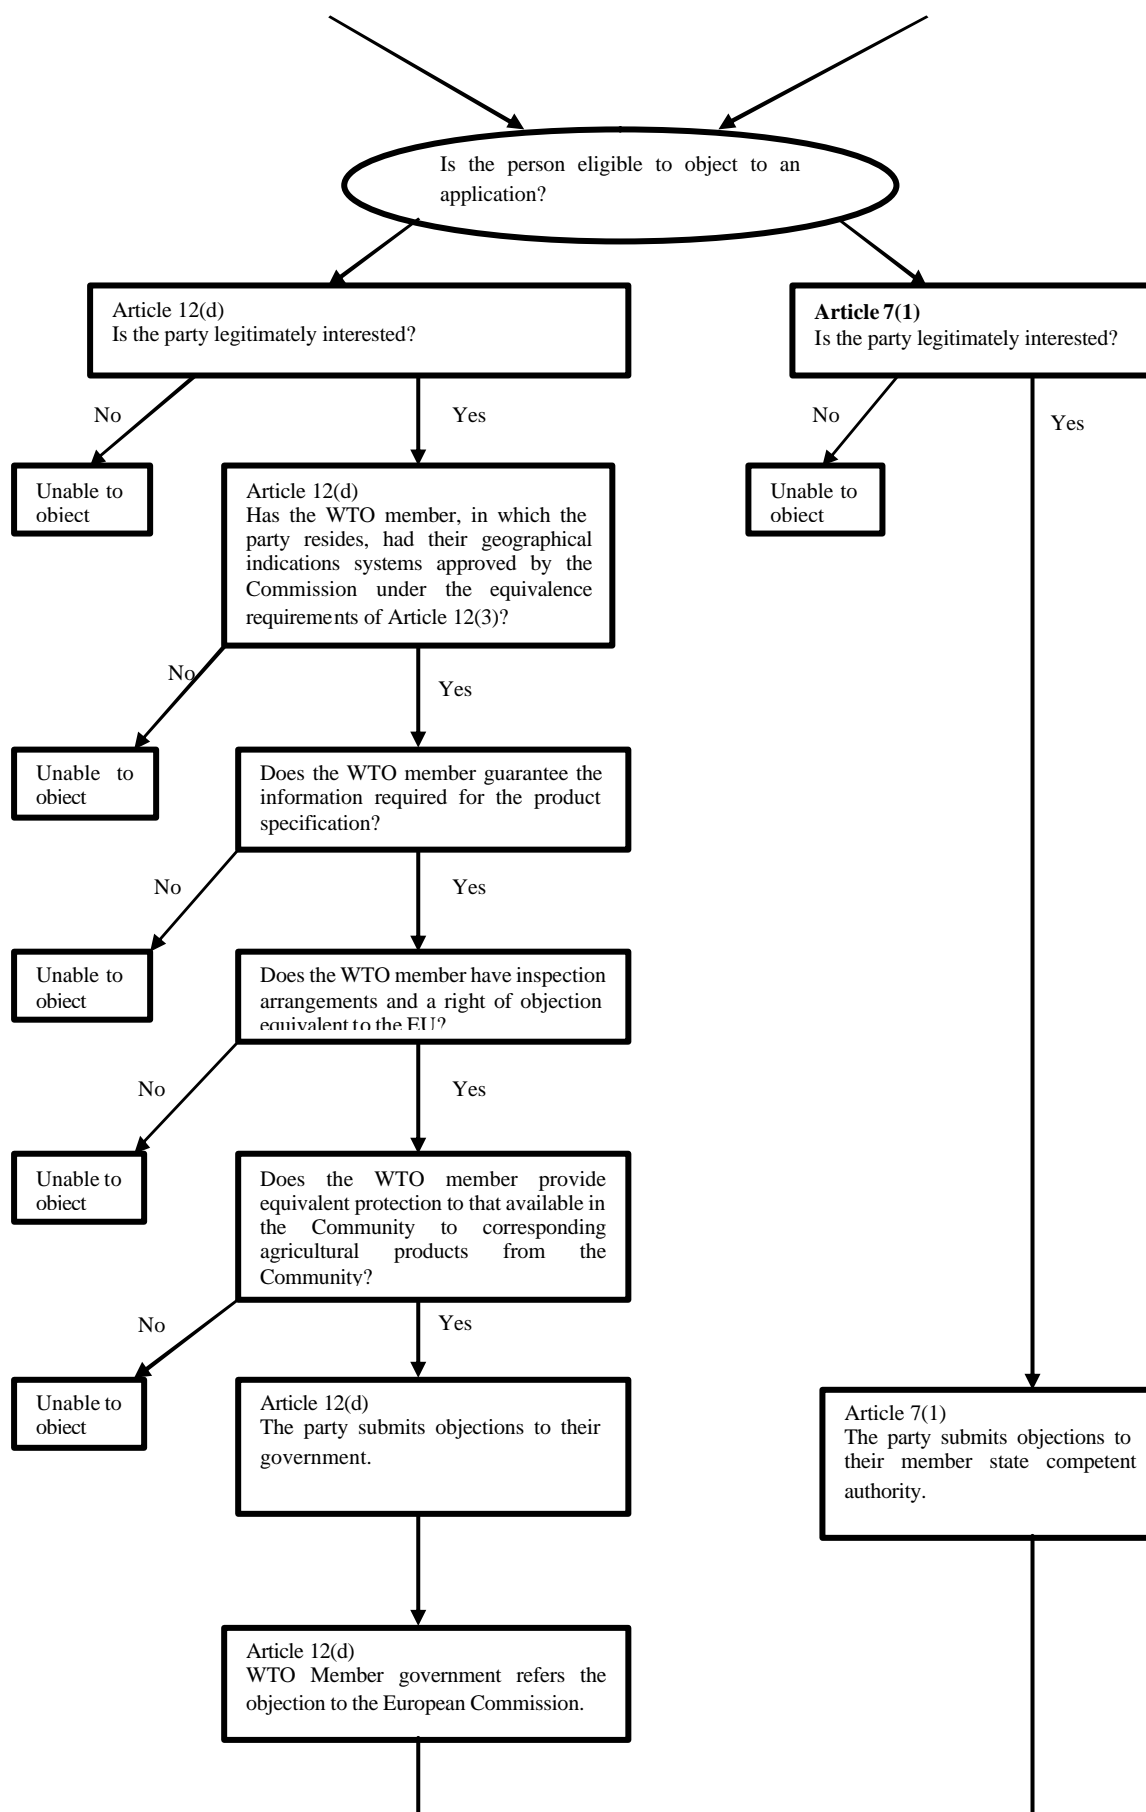 Is the person eligible to object to an
application?
Article 12(d)
Is the party legitimately interested?
Article 7(1)
Is the party legitimately interested?
No
Yes
No
Yes
Unable to
object
Article 12(d)
Has the WTO member, in which the
party resides, had their geographical
indications systems approved by the
Commission under the equivalence
requirements of Article 12(3)?
Unable to
object
No
Yes
Unable to
object
Does the WTO member guarantee the
information required for the product
specification?
No
Yes
Unable to
object
Does the WTO member have inspection
arrangements and a right of objection
equivalent to the EU?
No
Yes
Unable to
object
Does the WTO member provide
equivalent protection to that available in
the Community to corresponding
agricultural products from the
Community?
No
Yes
Unable to
object
Article 12(d)
The party submits objections to their
government.
Article 7(1)
The party submits objections to
their member state competent
authority.
Article 12(d)
WTO Member government refers the
objection to the European Commission.